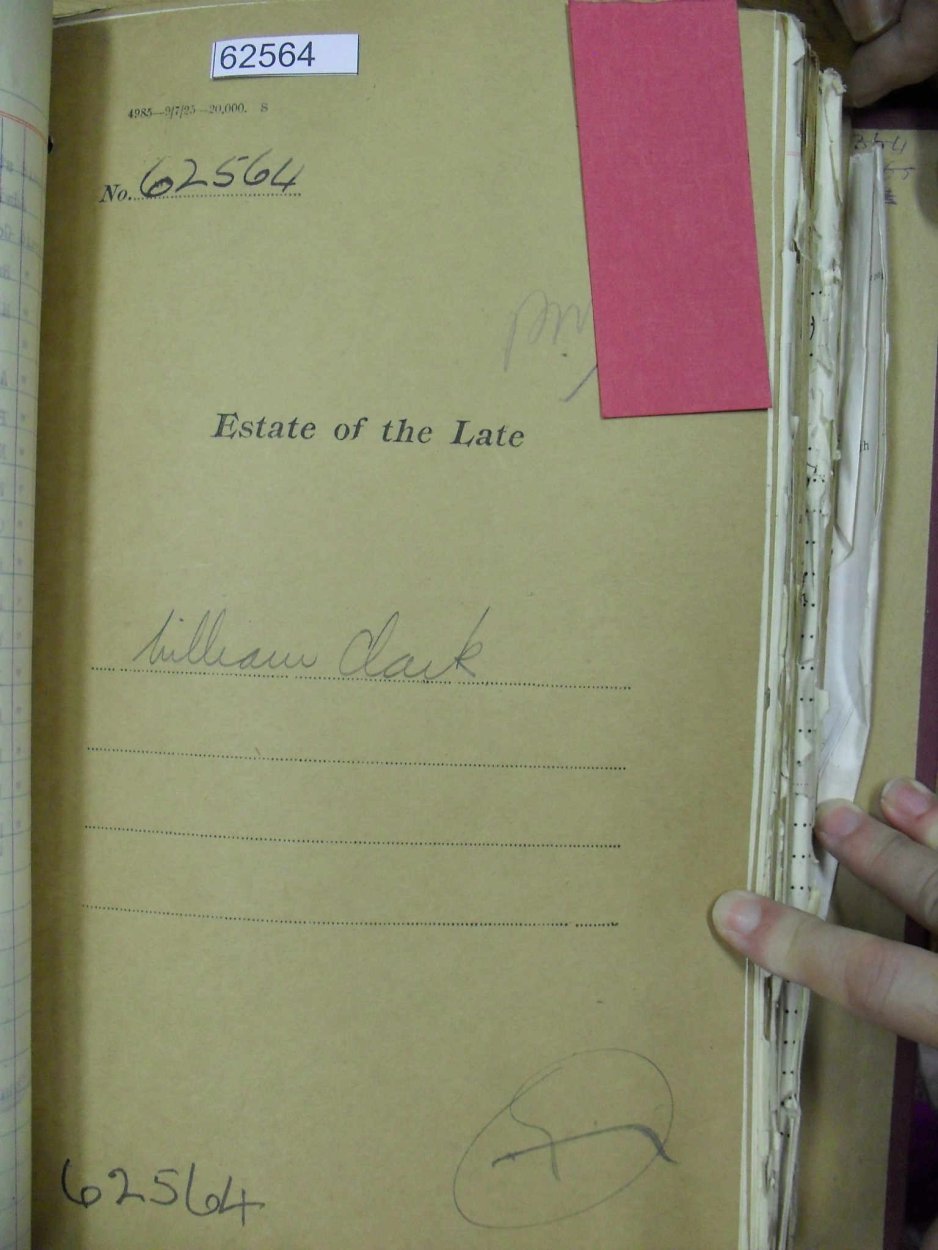 62564
4985—9/7/25—20,000. S
No. 62564
Estate of the Late
William Clark
62564